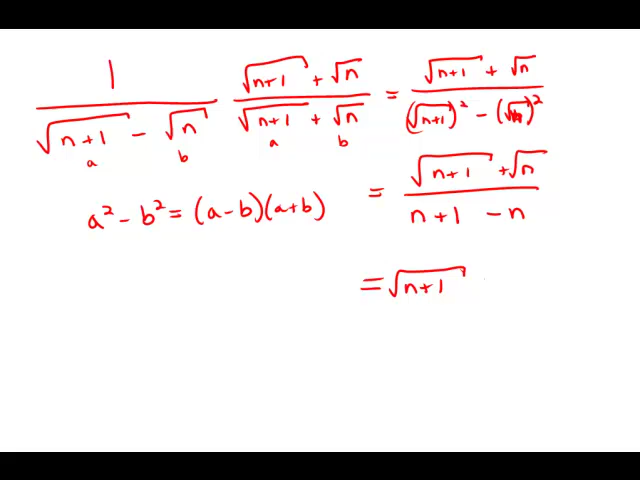 1/(√(n+1) - √n) (√(n+1) + √n)/(√(n+1) + √n) = (√(n+1) + √n)/((√(n+1))² - (√n)²)
a b a b
a² - b² = (a-b)(a+b)
= (√(n+1) + √n)/(n+1 - n)
= √(n+1)